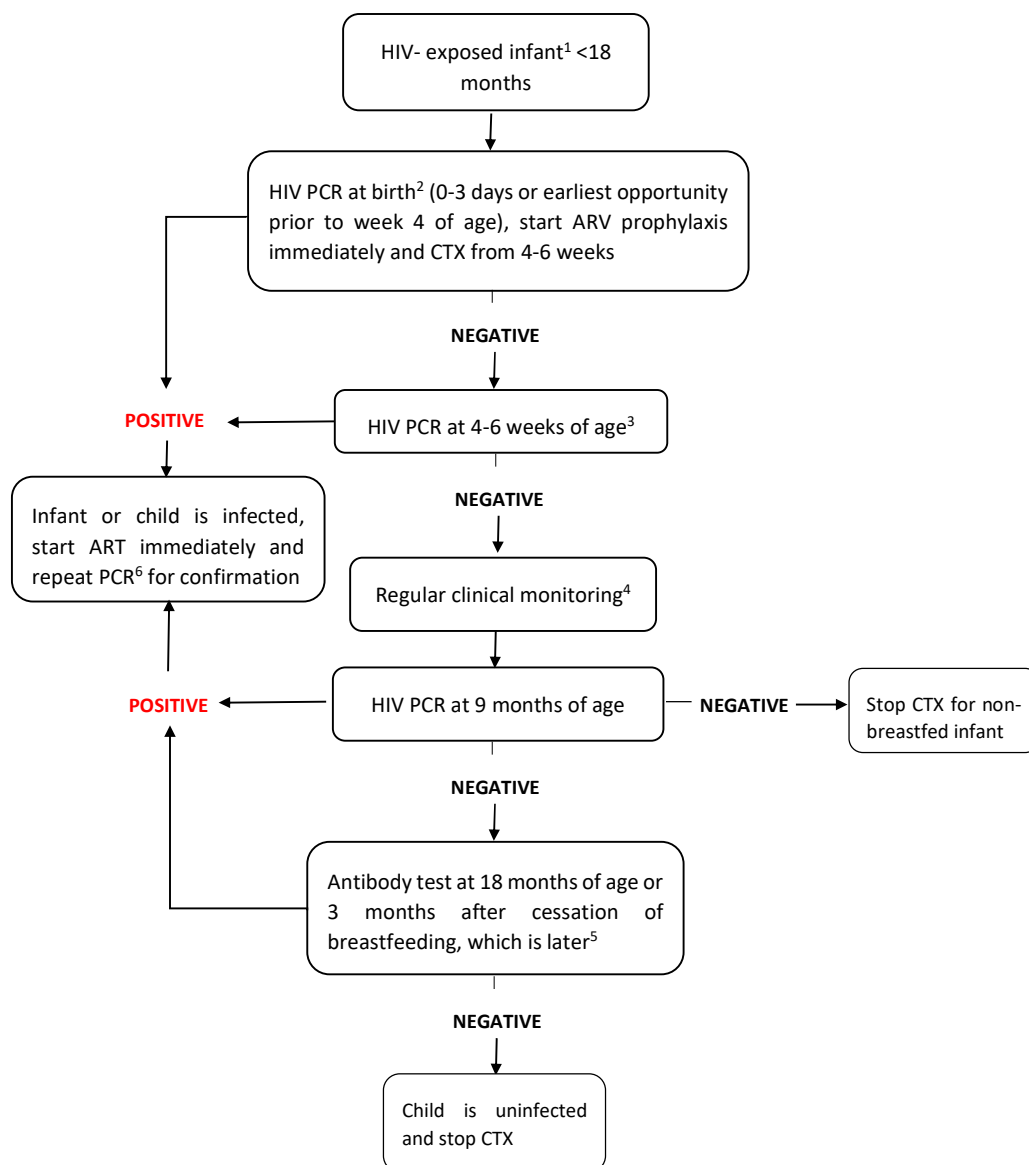 HIV- exposed infant1 <18
months
HIV PCR at birth2 (0-3 days or earliest opportunity
prior to week 4 of age), start ARV prophylaxis
immediately and CTX from 4-6 weeks
NEGATIVE
POSITIVE
HIV PCR at 4-6 weeks of age3
NEGATIVE
Infant or child is infected,
start ART immediately and
repeat PCR6 for confirmation
Regular clinical monitoring4
POSITIVE
HIV PCR at 9 months of age
NEGATIVE
Stop CTX for non-
breastfed infant
NEGATIVE
Antibody test at 18 months of age or
3 months after cessation of
breastfeeding, which is later5
NEGATIVE
Child is uninfected
and stop CTX